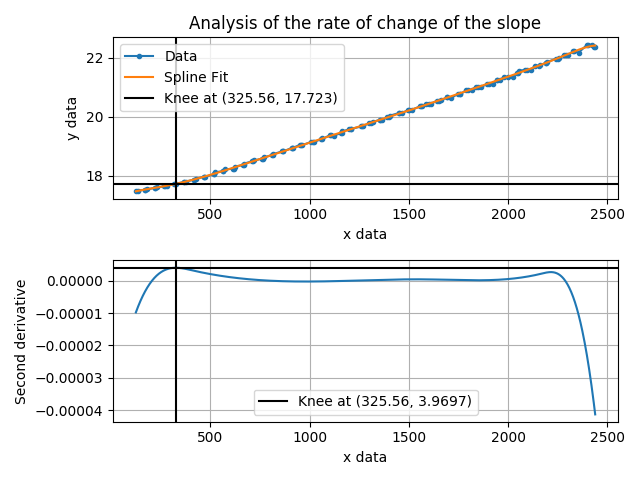 Analysis of the rate of change of the slope
Data
Spline Fit
Knee at (325.56, 17.723)
22
20
18
y data
500
1000
1500
2000
2500
x data
0.00000
−0.00001
−0.00002
−0.00003
−0.00004
Second derivative
Knee at (325.56, 3.9697)
500
1000
1500
2000
2500
x data